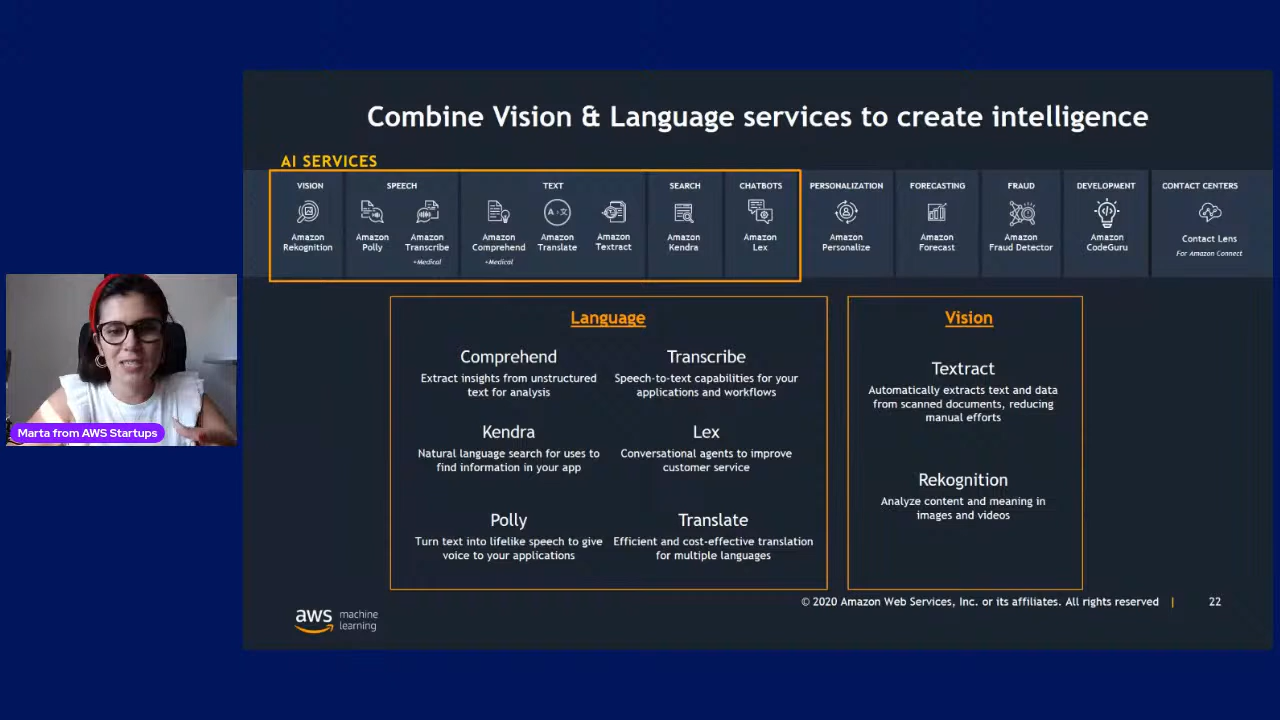 Combine Vision & Language services to create intelligence
AI SERVICES
VISION
SPEECH
TEXT
SEARCH
CHATBOTS
PERSONALIZATION
FORECASTING
FRAUD
DEVELOPMENT
CONTACT CENTERS
Amazon
Rekognition
Amazon
Polly
Amazon
Transcribe
+Medical
Amazon
Comprehend
+Medical
Amazon
Translate
Amazon
Textract
Amazon
Kendra
Amazon
Lex
Amazon
Personalize
Amazon
Forecast
Amazon
Fraud Detector
Amazon
CodeGuru
Contact Lens
For Amazon Connect
Language
Comprehend
Extract insights from unstructured
text for analysis
Transcribe
Speech-to-text capabilities for your
applications and workflows
Kendra
Natural language search for uses to
find information in your app
Lex
Conversational agents to improve
customer service
Polly
Turn text into lifelike speech to give
voice to your applications
Translate
Efficient and cost-effective translation
for multiple languages
Vision
Textract
Automatically extracts text and data
from scanned documents, reducing
manual efforts
Rekognition
Analyze content and meaning in
images and videos
Marta from AWS Startups
aws machine
learning
© 2020 Amazon Web Services, Inc. or its affiliates. All rights reserved | 22